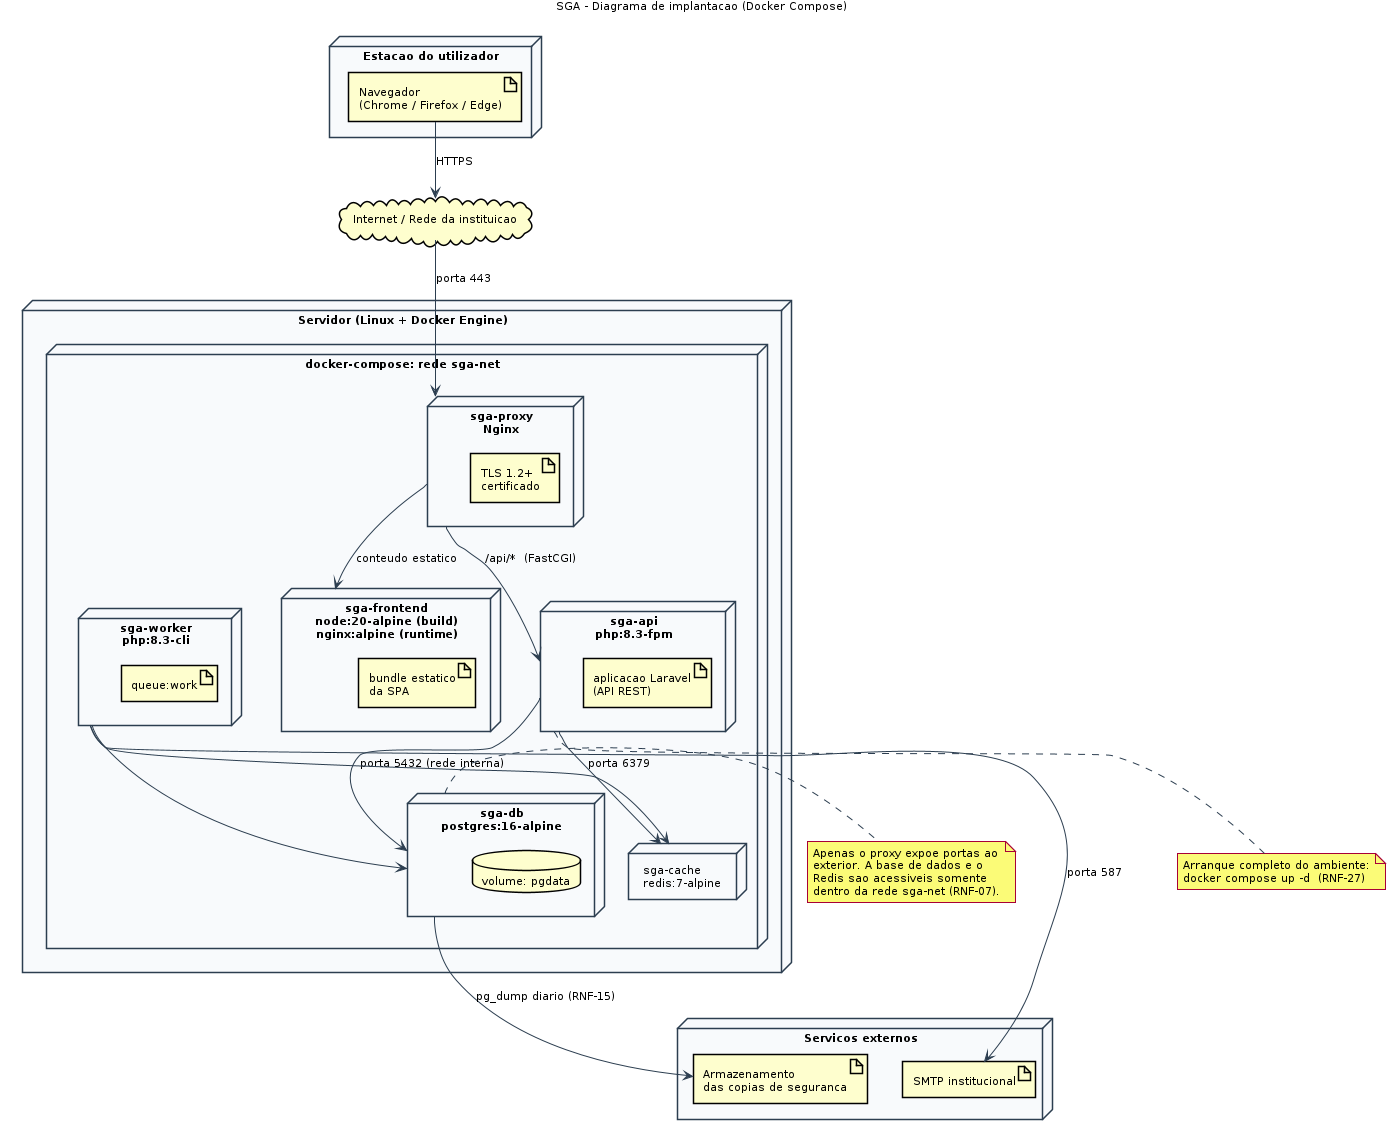 SGA - Diagrama de implantacao (Docker Compose)
Estacao do utilizador
Navegador
(Chrome / Firefox / Edge)
HTTPS
Internet / Rede da instituicao
porta 443
Servidor (Linux + Docker Engine)
docker-compose: rede sga-net
sga-proxy
Nginx
TLS 1.2+
certificado
conteudo estatico
/api/*  (FastCGI)
sga-worker
php:8.3-cli
queue:work
sga-frontend
node:20-alpine (build)
nginx:alpine (runtime)
bundle estatico
da SPA
sga-api
php:8.3-fpm
aplicacao Laravel
(API REST)
porta 5432 (rede interna)
porta 6379
sga-db
postgres:16-alpine
volume: pgdata
sga-cache
redis:7-alpine
Apenas o proxy expoe portas ao
exterior. A base de dados e o
Redis sao acessiveis somente
dentro da rede sga-net (RNF-07).
porta 587
Arranque completo do ambiente:
docker compose up -d  (RNF-27)
pg_dump diario (RNF-15)
Servicos externos
Armazenamento
das copias de seguranca
SMTP institucional